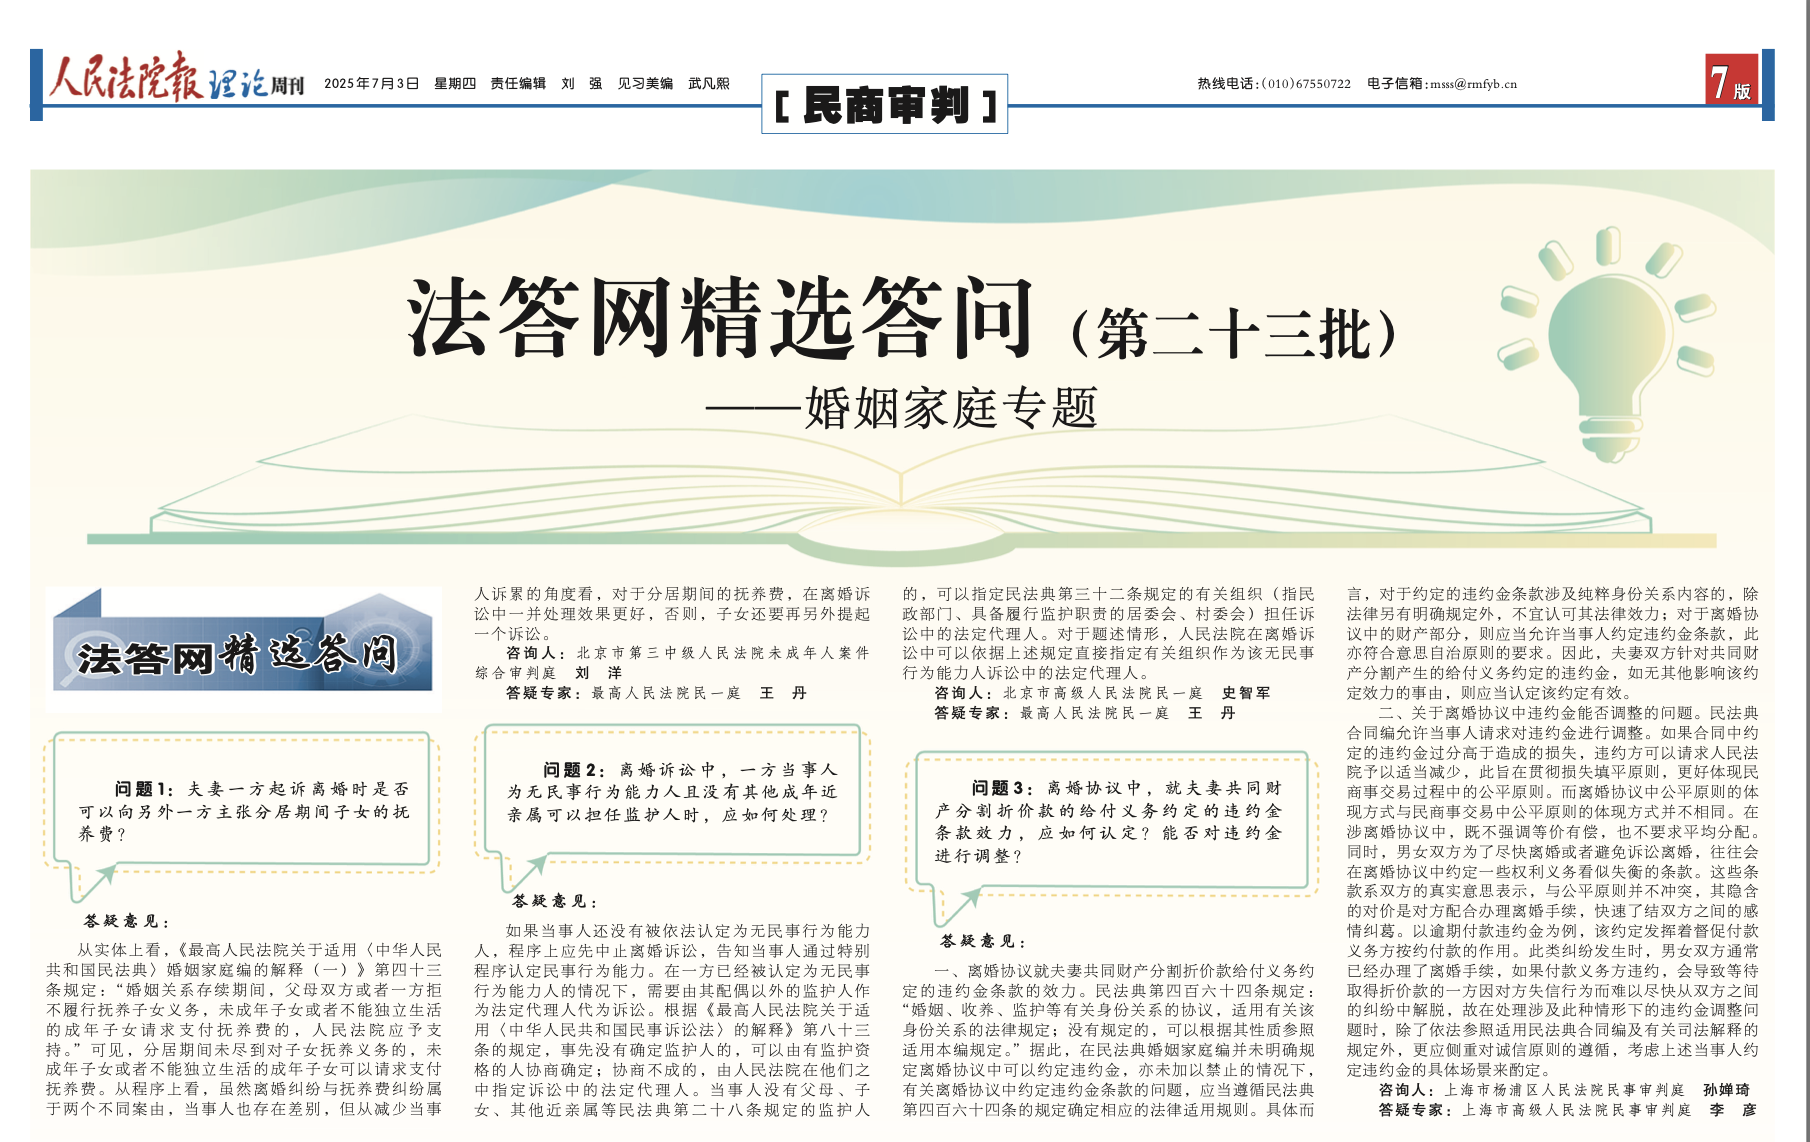 人民法院报 理论周刊 2025年7月3日 星期四 责任编辑 刘 强 见习美编 武凡熙
［民商审判］
热线电话：(010)67550722 电子信箱：msss@rmfyb.cn
7版
法答网精选答问（第二十三批）
——婚姻家庭专题
法答网精选答问
问题1：夫妻一方起诉离婚时是否
可以向另外一方主张分居期间子女的抚
养费？
答疑意见：
从实体上看，《最高人民法院关于适用〈中华人民
共和国民法典〉婚姻家庭编的解释（一）》第四十三
条规定：“婚姻关系存续期间，父母双方或者一方拒
不履行抚养子女义务，未成年子女或者不能独立生活
的成年子女请求支付抚养费的，人民法院应予支
持。”可见，分居期间未尽到对子女抚养义务的，未
成年子女或者不能独立生活的成年子女可以请求支付
抚养费。从程序上看，虽然离婚纠纷与抚养费纠纷属
于两个不同案由，当事人也存在差别，但从减少当事
人诉累的角度看，对于分居期间的抚养费，在离婚诉
讼中一并处理效果更好，否则，子女还要再另外提起
一个诉讼。
咨询人：北京市第三中级人民法院未成年人案件
综合审判庭 刘 洋
答疑专家：最高人民法院民一庭 王 丹
问题2：离婚诉讼中，一方当事人
为无民事行为能力人且没有其他成年近
亲属可以担任监护人时，应如何处理？
答疑意见：
如果当事人还没有被依法认定为无民事行为能力
人，程序上应先中止离婚诉讼，告知当事人通过特别
程序认定民事行为能力。在一方已经被认定为无民事
行为能力人的情况下，需要由其配偶以外的监护人作
为法定代理人代为诉讼。根据《最高人民法院关于适
用〈中华人民共和国民事诉讼法〉的解释》第八十三
条的规定，事先没有确定监护人的，可以由有监护资
格的人协商确定；协商不成的，由人民法院在他们之
中指定诉讼中的法定代理人。当事人没有父母、子
女、其他近亲属等民法典第二十八条规定的监护人
的，可以指定民法典第三十二条规定的有关组织（指民
政部门、具备履行监护职责的居委会、村委会）担任诉
讼中的法定代理人。对于题述情形，人民法院在离婚诉
讼中可以依据上述规定直接指定有关组织作为该无民事
行为能力人诉讼中的法定代理人。
咨询人：北京市高级人民法院民一庭 史智军
答疑专家：最高人民法院民一庭 王 丹
问题3：离婚协议中，就夫妻共同财
产分割折价款的给付义务约定的违约金
条款效力，应如何认定？能否对违约金
进行调整？
答疑意见：
一、离婚协议就夫妻共同财产分割折价款给付义务约
定的违约金条款的效力。民法典第四百六十四条规定：
“婚姻、收养、监护等有关身份关系的协议，适用有关该
身份关系的法律规定；没有规定的，可以根据其性质参照
适用本编规定。”据此，在民法典婚姻家庭编并未明确规
定离婚协议中可以约定违约金，亦未加以禁止的情况下，
有关离婚协议中约定违约金条款的问题，应当遵循民法典
第四百六十四条的规定确定相应的法律适用规则。具体而
言，对于约定的违约金条款涉及纯粹身份关系内容的，除
法律另有明确规定外，不宜认可其法律效力；对于离婚协
议中的财产部分，则应当允许当事人约定违约金条款，此
亦符合意思自治原则的要求。因此，夫妻双方针对共同财
产分割产生的给付义务约定的违约金，如无其他影响该约
定效力的事由，则应当认定该约定有效。
二、关于离婚协议中违约金能否调整的问题。民法典
合同编允许当事人请求对违约金进行调整。如果合同中约
定的违约金过分高于造成的损失，违约方可以请求人民法
院予以适当减少，此旨在贯彻损失填平原则，更好体现民
商事交易过程中的公平原则。而离婚协议中公平原则的体
现方式与民商事交易中公平原则的体现方式并不相同。在
涉离婚协议中，既不强调等价有偿，也不要求平均分配。
同时，男女双方为了尽快离婚或者避免诉讼离婚，往往会
在离婚协议中约定一些权利义务看似失衡的条款。这些条
款系双方的真实意思表示，与公平原则并不冲突，其隐含
的对价是对方配合办理离婚手续，快速了结双方之间的感
情纠葛。以逾期付款违约金为例，该约定发挥着督促付款
义务方按约付款的作用。此类纠纷发生时，男女双方通常
已经办理了离婚手续，如果付款义务方违约，会导致等待
取得折价款的一方因对方失信行为而难以尽快从双方之间
的纠纷中解脱，故在处理涉及此种情形下的违约金调整问
题时，除了依法参照适用民法典合同编及有关司法解释的
规定外，更应侧重对诚信原则的遵循，考虑上述当事人约
定违约金的具体场景来酌定。
咨询人：上海市杨浦区人民法院民事审判庭 孙婵琦
答疑专家：上海市高级人民法院民事审判庭 李 彦